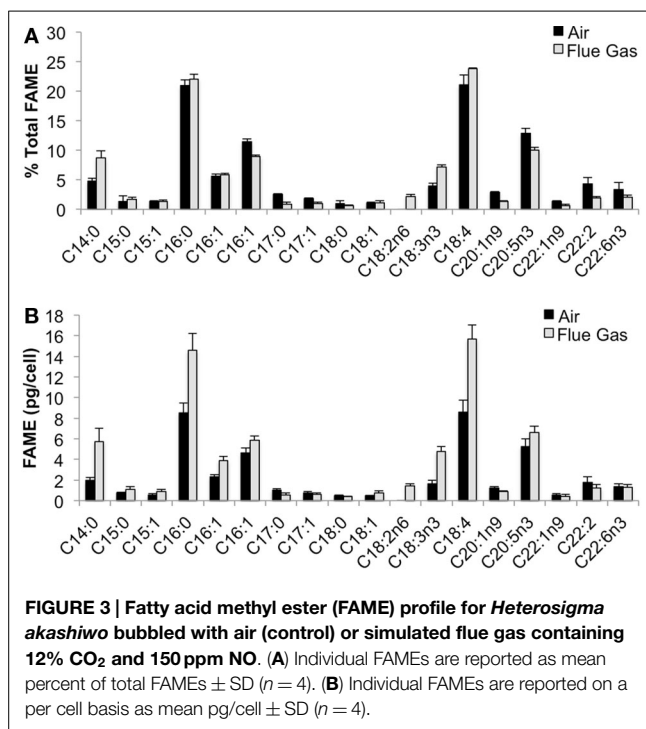 A
Air
Flue Gas
% Total FAME
30
25
20
15
10
5
0
C14:0 C15:0 C15:1 C16:0 C16:1 C16:1 C17:0 C17:1 C18:0 C18:1 C18:2n6 C18:3n3 C18:4 C20:1n9 C20:5n3 C22:1n9 C22:2 C22:6n3
B
Air
Flue Gas
FAME (pg/cell)
18
16
14
12
10
8
6
4
2
0
C14:0 C15:0 C15:1 C16:0 C16:1 C16:1 C17:0 C17:1 C18:0 C18:1 C18:2n6 C18:3n3 C18:4 C20:1n9 C20:5n3 C22:1n9 C22:2 C22:6n3
FIGURE 3 | Fatty acid methyl ester (FAME) profile for Heterosigma
akashiwo bubbled with air (control) or simulated flue gas containing
12% CO₂ and 150 ppm NO. (A) Individual FAMEs are reported as mean
percent of total FAMEs ± SD (n = 4). (B) Individual FAMEs are reported on a
per cell basis as mean pg/cell ± SD (n = 4).